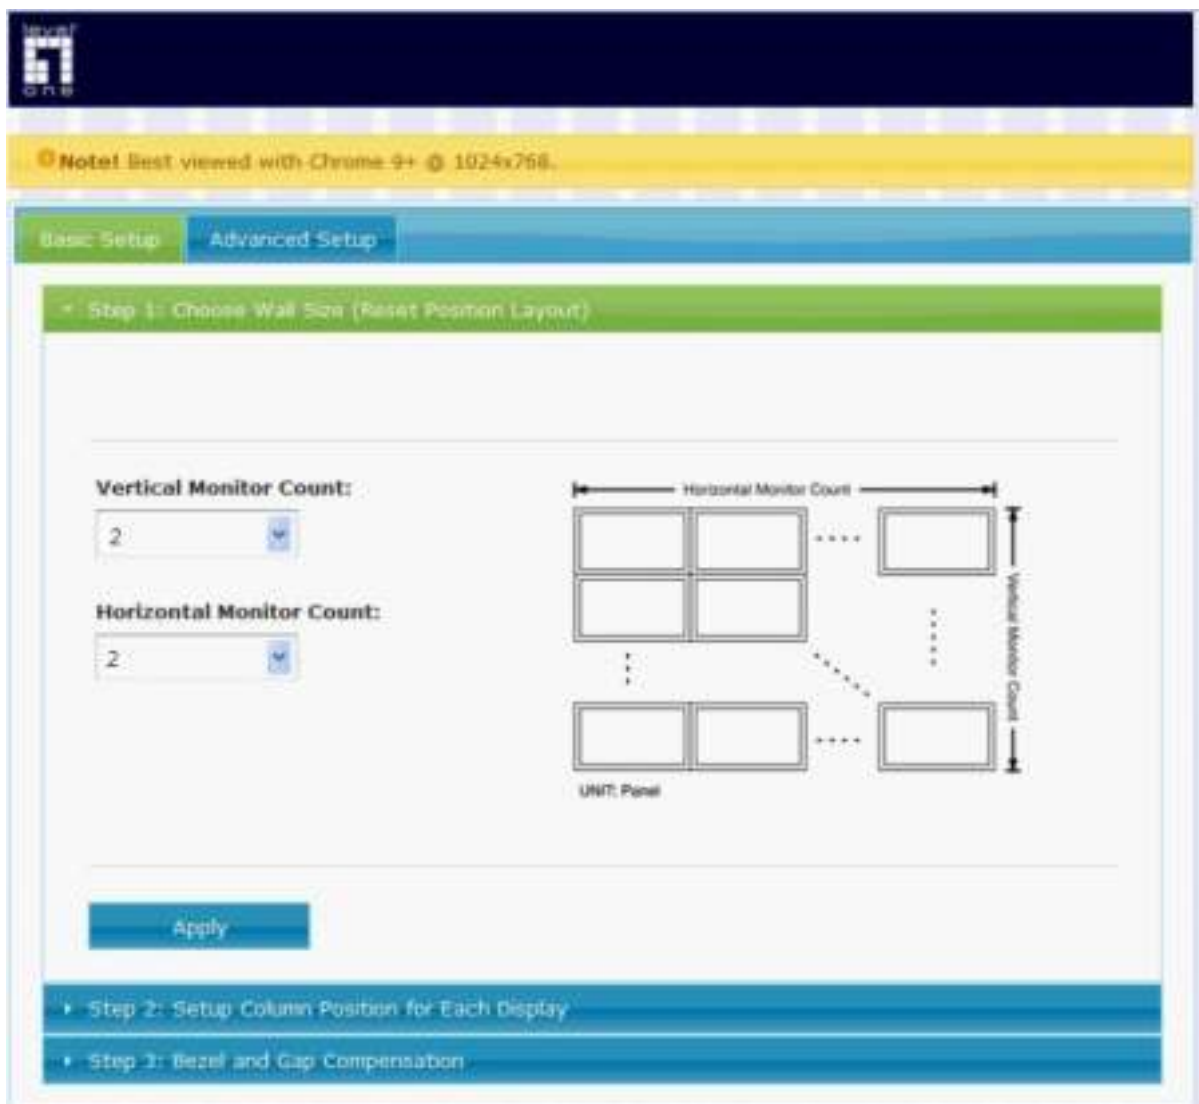 level
one
Note! Best viewed with Chrome 9+ @ 1024x768.
Basic Setup
Advanced Setup
Step 1: Choose Wall Size (Reset Position Layout)
Vertical Monitor Count:
2
Horizontal Monitor Count:
2
Horizontal Monitor Count
Vertical Monitor Count
UNIT: Panel
Apply
Step 2: Setup Column Position for Each Display
Step 3: Bezel and Gap Compensation